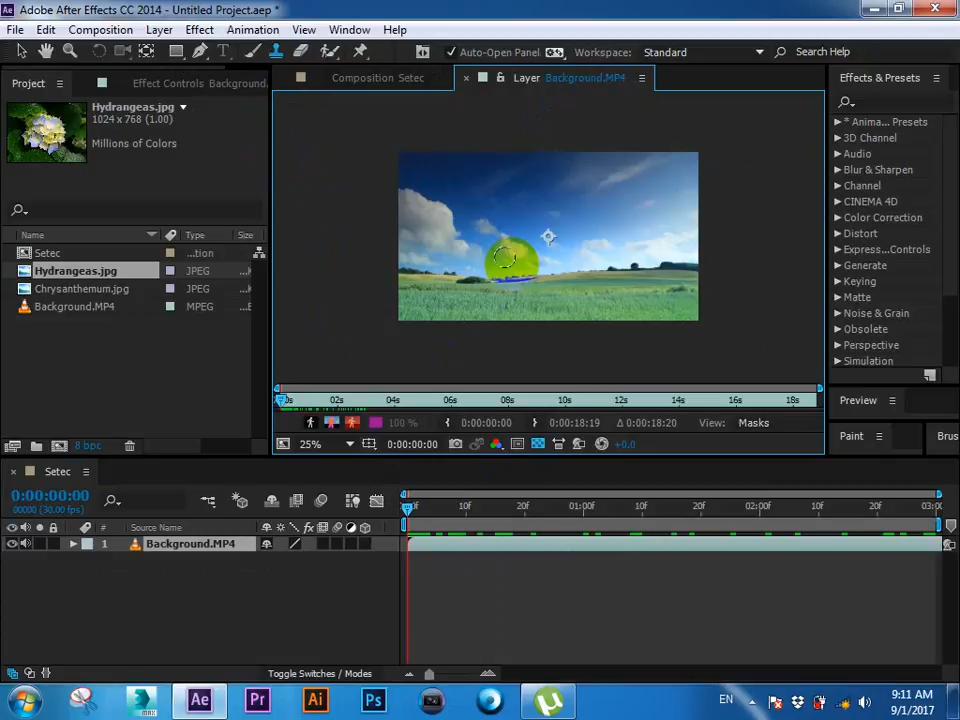 Ae Adobe After Effects CC 2014 - Untitled Project.aep *
File Edit Composition Layer Effect Animation View Window Help
Auto-Open Panel Workspace: Standard Search Help
Project Effect Controls Background. Composition Setec Layer Background.MP4 Effects & Presets
Hydrangeas.jpg
1024 x 768 (1.00)
Millions of Colors
Name Type Size
Setec ...tion
Hydrangeas.jpg JPEG ...K
Chrysanthemum.jpg JPEG ...K
Background.MP4 MPEG
8 bpc
* Anima... Presets
3D Channel
Audio
Blur & Sharpen
Channel
CINEMA 4D
Color Correction
Distort
Express...Controls
Generate
Keying
Matte
Noise & Grain
Obsolete
Perspective
Simulation
Preview
Paint Brus
02s 04s 06s 08s 10s 12s 14s 16s 18s
100 % 0:00:00:00 0:00:18:19 Δ 0:00:18:20 View: Masks
25% 0:00:00:00 +0.0
Setec
0:00:00:00
00000 (30.00 fps)
10f 20f 01:00f 10f 20f 02:00f 10f 20f
# Source Name
1 Background.MP4
Toggle Switches / Modes
Ae Pr Ai Ps
EN
9:11 AM
9/1/2017